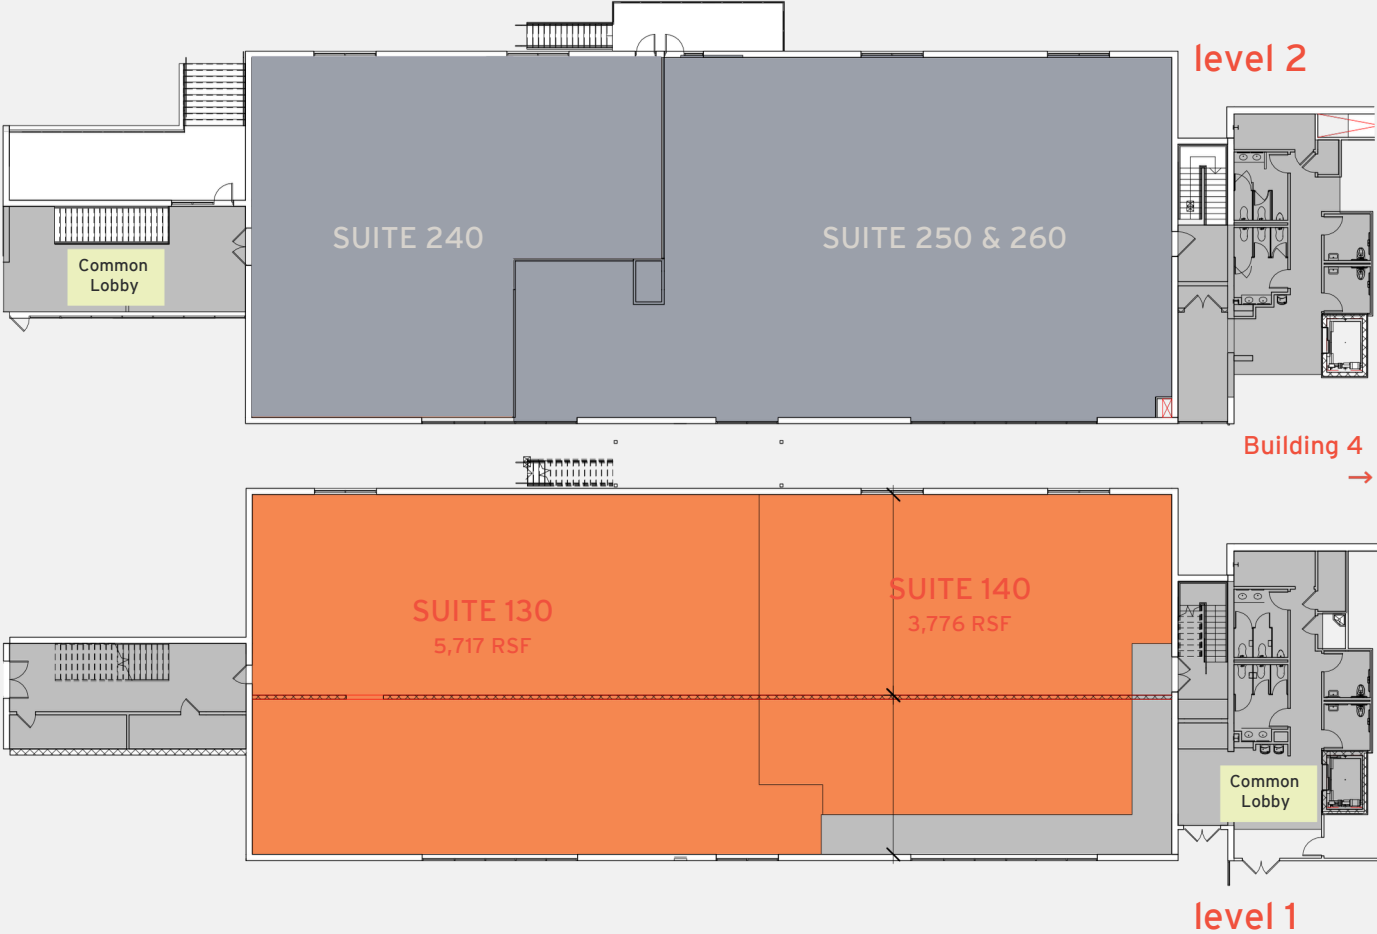 level 2
SUITE 240
SUITE 250 & 260
Common
Lobby
Building 4
→
SUITE 130
5,717 RSF
SUITE 140
3,776 RSF
Common
Lobby
level 1